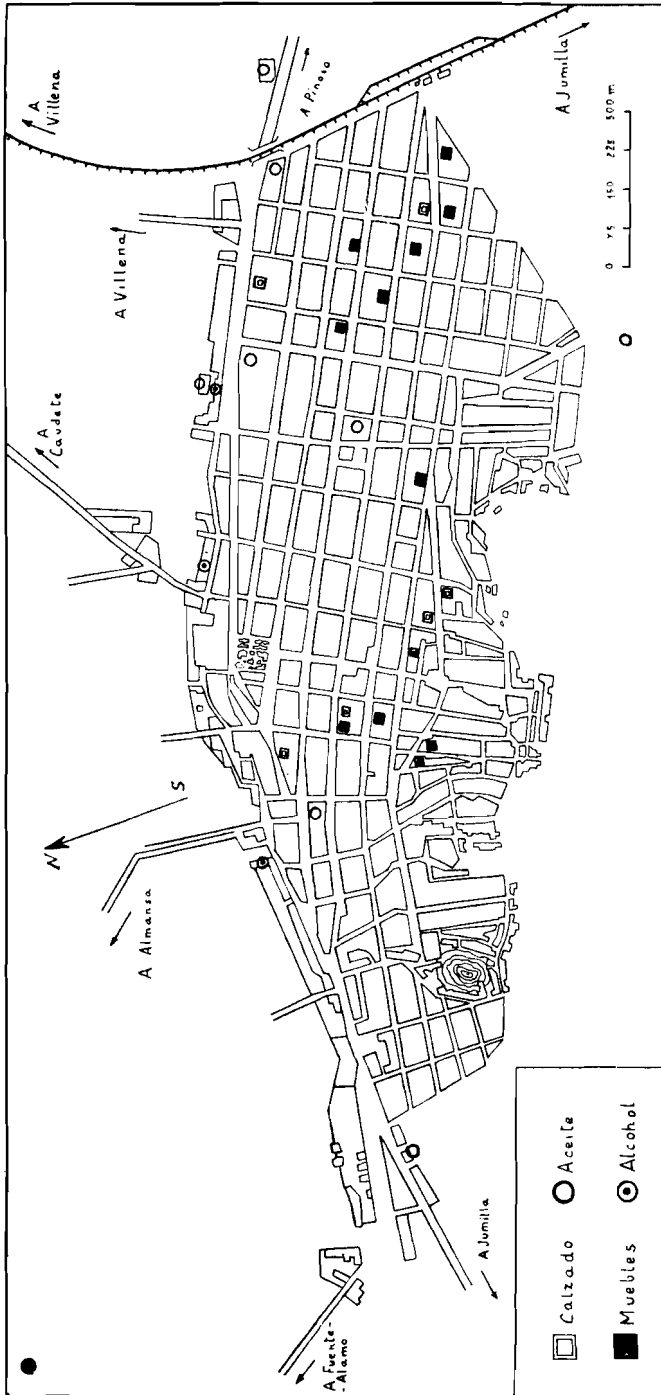 A
Villena
A Pinoso
A Jumilla
A Villena
A
Caudete
0 75 150 225 300 m.
N
S
A Almansa
A Jumilla
A Fuente-
-Alamo
Calzado
Aceite
Muebles
Alcohol